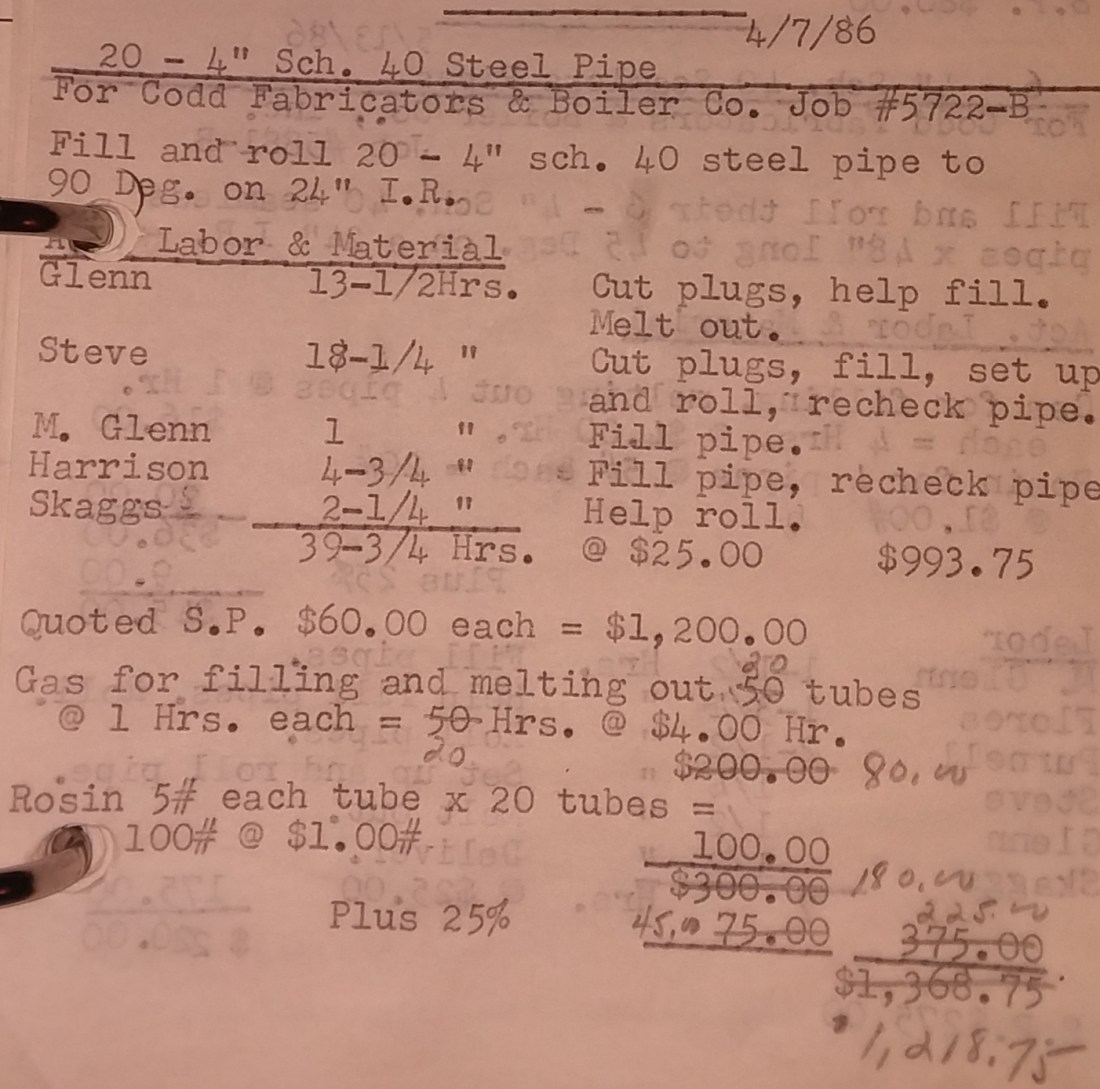 4/7/86
20 - 4" Sch. 40 Steel Pipe
For Codd Fabricators & Boiler Co. Job #5722-B
Fill and roll 20 - 4" sch. 40 steel pipe to
90 Deg. on 24" I.R.
Labor & Material
Glenn 13-1/2Hrs. Cut plugs, help fill.
Melt out.
Steve 18-1/4 " Cut plugs, fill, set up
and roll, recheck pipe.
M. Glenn 1 " Fill pipe.
Harrison 4-3/4 " Fill pipe, recheck pipe
Skaggs 2-1/4 " Help roll.
39-3/4 Hrs. @ $25.00 $993.75
Quoted S.P. $60.00 each = $1,200.00
20
Gas for filling and melting out 50 tubes
@ 1 Hrs. each = 50 Hrs. @ $4.00 Hr.
20 $200.00 80.00
Rosin 5# each tube x 20 tubes =
100# @ $1.00# 100.00
$300.00 180.00
225.00
Plus 25% 45.00 75.00 375.00
$1,368.75
1,218.75